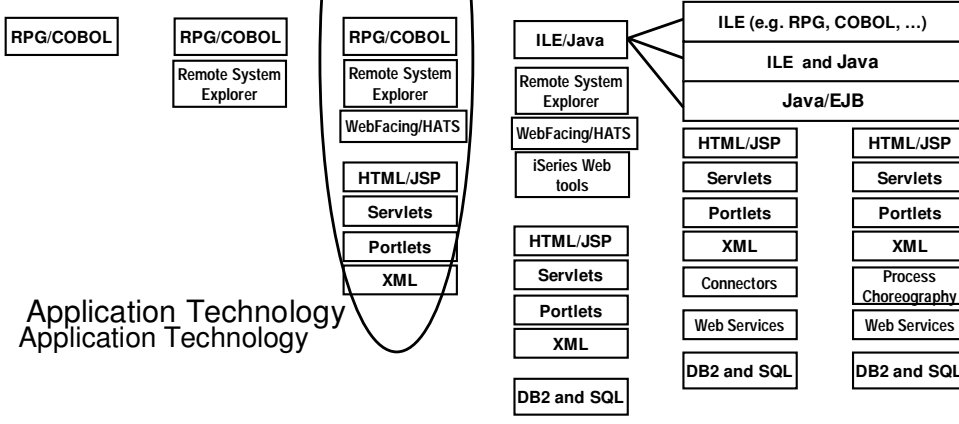 RPG/COBOL
RPG/COBOL
Remote System
Explorer
RPG/COBOL
Remote System
Explorer
WebFacing/HATS
HTML/JSP
Servlets
Portlets
XML
ILE/Java
Remote System
Explorer
WebFacing/HATS
iSeries Web
tools
HTML/JSP
Servlets
Portlets
XML
DB2 and SQL
ILE (e.g. RPG, COBOL, …)
ILE and Java
Java/EJB
HTML/JSP
Servlets
Portlets
XML
Connectors
Web Services
DB2 and SQL
HTML/JSP
Servlets
Portlets
XML
Process
Choreography
Web Services
DB2 and SQL
Application Technology
Application Technology